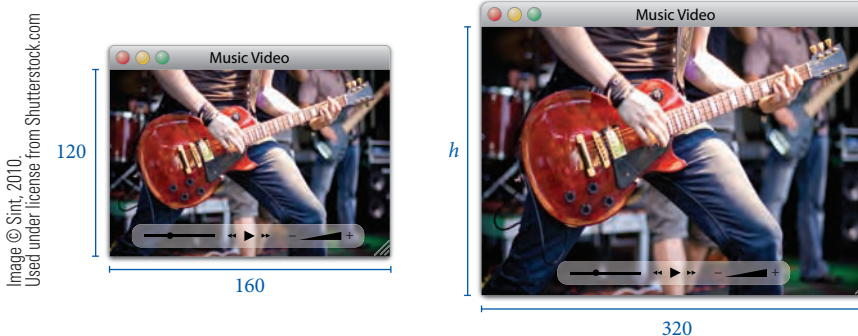 Image © Sint, 2010.
Used under license from Shutterstock.com
Music Video
120
160
Music Video
h
320